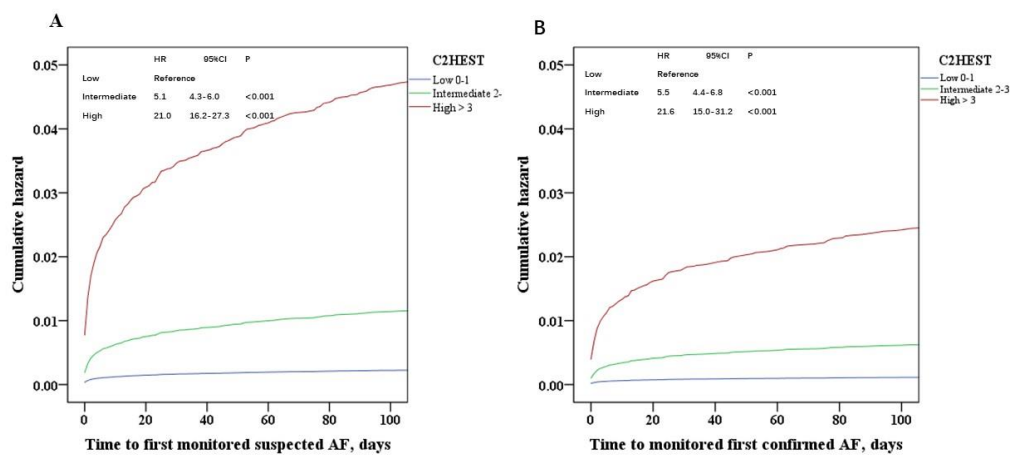 A
HR 95%CI P
Low Reference
Intermediate 5.1 4.3-6.0 <0.001
High 21.0 16.2-27.3 <0.001
C2HEST
Low 0-1
Intermediate 2-
High > 3
0.05
0.04
0.03
0.02
0.01
0.00
Cumulative hazard
0 20 40 60 80 100
Time to first monitored suspected AF, days
B
HR 95%CI P
Low Reference
Intermediate 5.5 4.4-6.8 <0.001
High 21.6 15.0-31.2 <0.001
C2HEST
Low 0-1
Intermediate 2-3
High > 3
0.05
0.04
0.03
0.02
0.01
0.00
Cumulative hazard
0 20 40 60 80 100
Time to monitored first confirmed AF, days